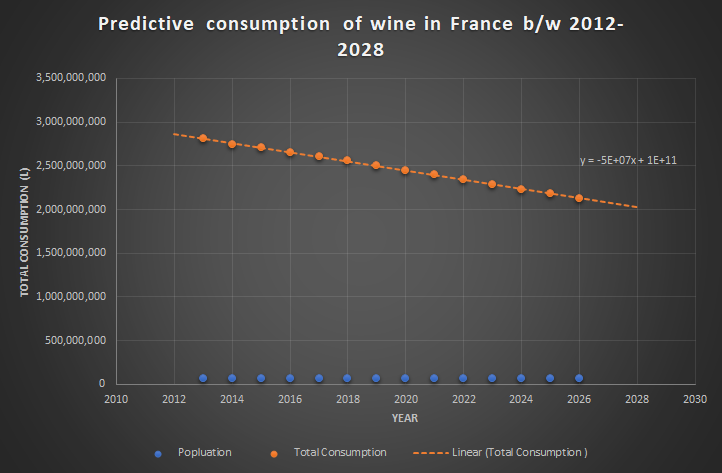 Predictive consumption of wine in France b/w 2012-
2028
3,500,000,000
3,000,000,000
2,500,000,000
2,000,000,000
1,500,000,000
1,000,000,000
500,000,000
0
TOTAL CONSUMPTION (L)
y = -5E+07x + 1E+11
2010 2012 2014 2016 2018 2020 2022 2024 2026 2028 2030
YEAR
Popluation Total Consumption Linear (Total Consumption )